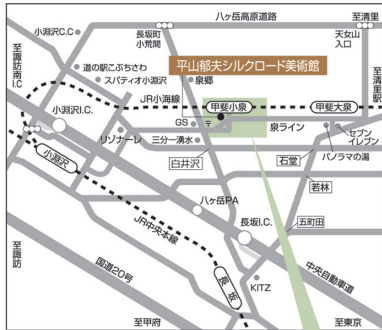 八ヶ岳高原道路
至清里
小淵沢C.C
長坂町
小荒間
天女山
入口
至諏訪南I.C
道の駅こぶちさわ
スパティオ小淵沢
泉郷
平山郁夫シルクロード美術館
至清里駅
JR小海線
甲斐小泉
甲斐大泉
小淵沢I.C.
GS
〒
泉ライン
セブン
イレブン
リゾナーレ
三分一湧水
パノラマの湯
小淵沢
白井沢
石堂
若林
八ヶ岳PA
至諏訪
JR中央本線
長坂I.C.
五町田
国道20号
長坂
中央自動車道
KITZ
至甲府
至東京